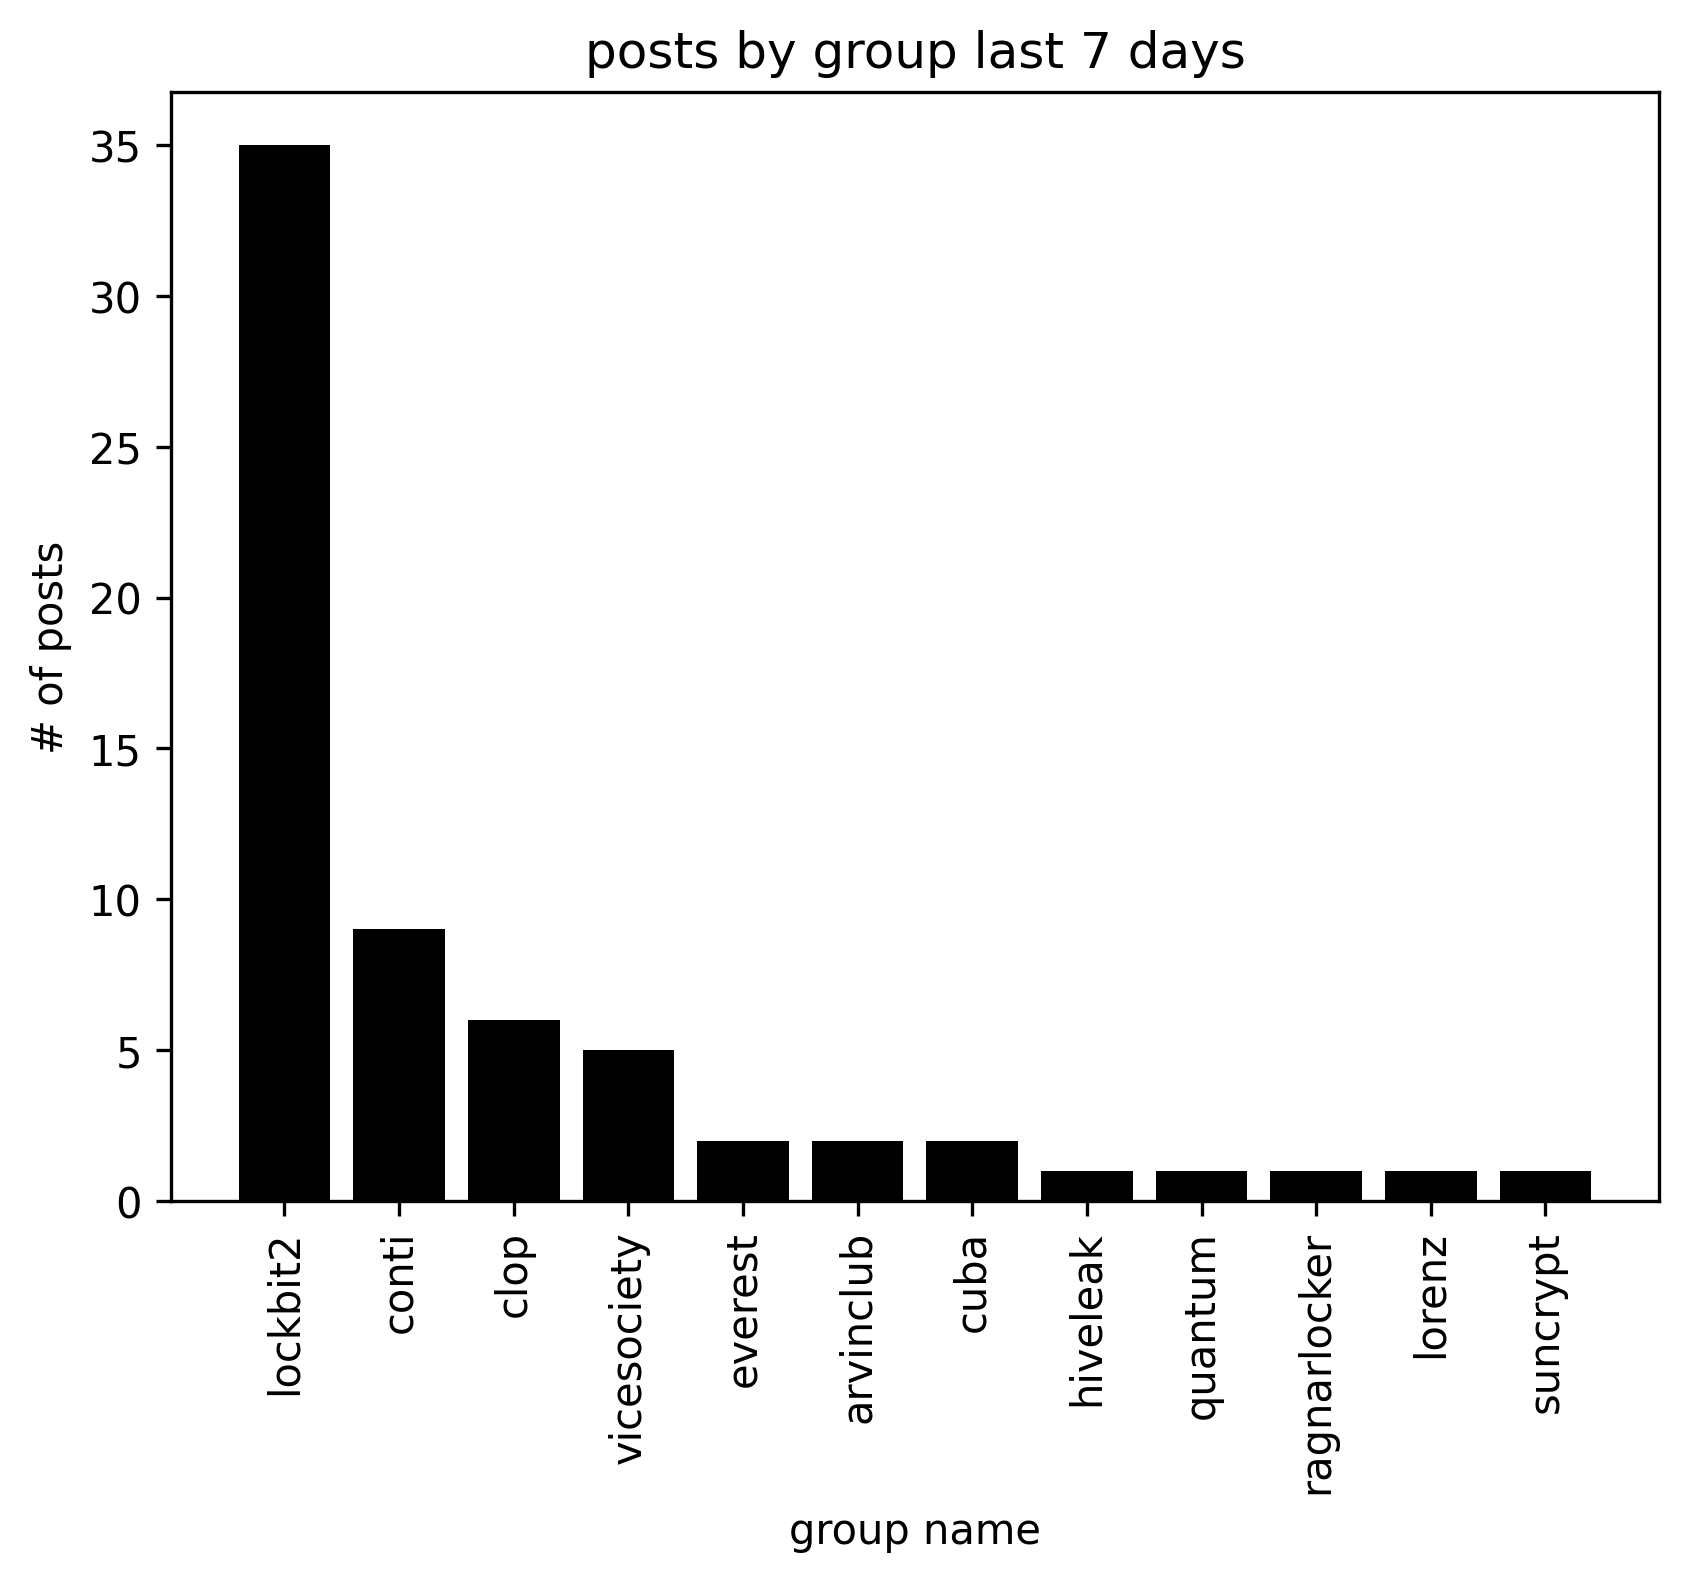 posts by group last 7 days
# of posts
35
30
25
20
15
10
5
0
lockbit2
conti
clop
vicesociety
everest
arvinclub
cuba
hiveleak
quantum
ragnarlocker
lorenz
suncrypt
group name